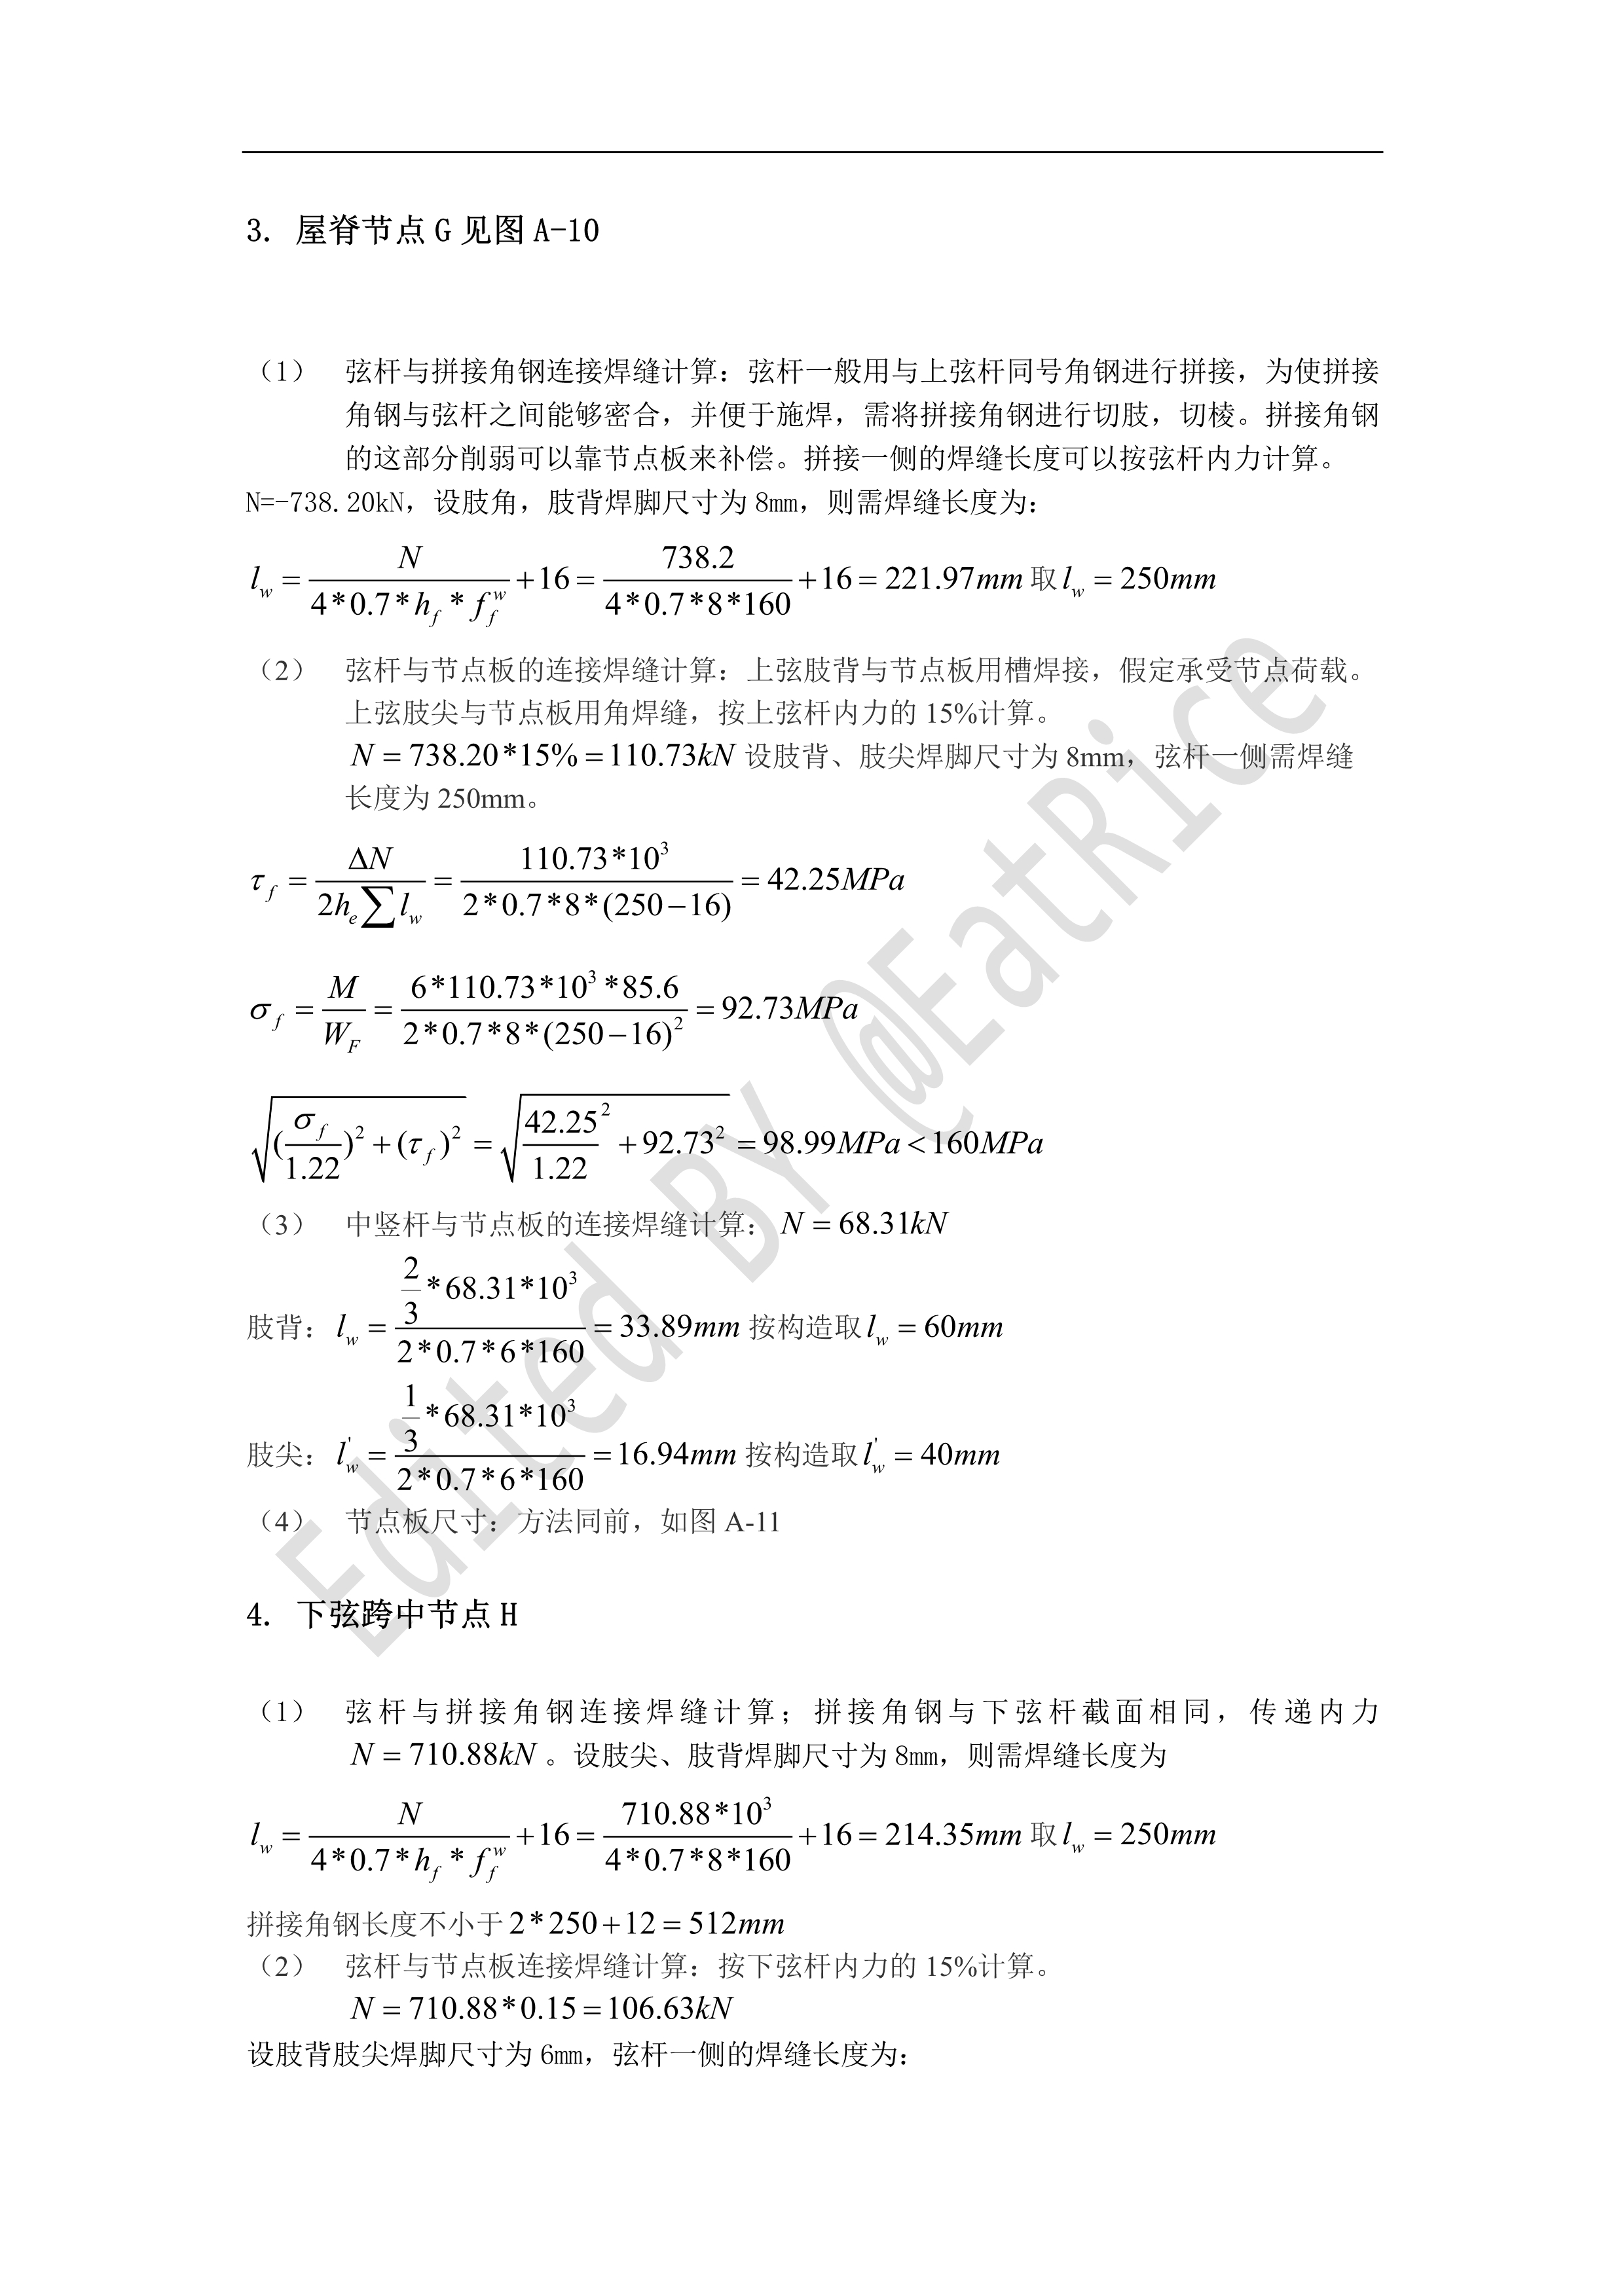 3. 屋脊节点 G 见图 A-10
（1） 弦杆与拼接角钢连接焊缝计算：弦杆一般用与上弦杆同号角钢进行拼接，为使拼接
角钢与弦杆之间能够密合，并便于施焊，需将拼接角钢进行切肢，切棱。拼接角钢
的这部分削弱可以靠节点板来补偿。拼接一侧的焊缝长度可以按弦杆内力计算。
N=-738.20kN，设肢角，肢背焊脚尺寸为 8mm，则需焊缝长度为：
$l_w = \frac{N}{4*0.7*h_f*f_f^w}+16 = \frac{738.2}{4*0.7*8*160}+16 = 221.97mm$ 取 $l_w = 250mm$
（2） 弦杆与节点板的连接焊缝计算：上弦肢背与节点板用槽焊接，假定承受节点荷载。
上弦肢尖与节点板用角焊缝，按上弦杆内力的 15%计算。
$N = 738.20*15\% = 110.73kN$ 设肢背、肢尖焊脚尺寸为 8mm，弦杆一侧需焊缝
长度为 250mm。
$\tau_f = \frac{\Delta N}{2h_e\sum l_w} = \frac{110.73*10^3}{2*0.7*8*(250-16)} = 42.25MPa$
$\sigma_f = \frac{M}{W_F} = \frac{6*110.73*10^3*85.6}{2*0.7*8*(250-16)^2} = 92.73MPa$
$\sqrt{(\frac{\sigma_f}{1.22})^2+(\tau_f)^2} = \sqrt{\frac{42.25}{1.22}^2+92.73^2} = 98.99MPa < 160MPa$
（3） 中竖杆与节点板的连接焊缝计算：$N = 68.31kN$
肢背：$l_w = \frac{\frac{2}{3}*68.31*10^3}{2*0.7*6*160} = 33.89mm$ 按构造取 $l_w = 60mm$
肢尖：$l_w^{'} = \frac{\frac{1}{3}*68.31*10^3}{2*0.7*6*160} = 16.94mm$ 按构造取 $l_w^{'} = 40mm$
（4） 节点板尺寸：方法同前，如图 A-11
4. 下弦跨中节点 H
（1） 弦杆与拼接角钢连接焊缝计算；拼接角钢与下弦杆截面相同，传递内力
$N = 710.88kN$ 。设肢尖、肢背焊脚尺寸为 8mm，则需焊缝长度为
$l_w = \frac{N}{4*0.7*h_f*f_f^w}+16 = \frac{710.88*10^3}{4*0.7*8*160}+16 = 214.35mm$ 取 $l_w = 250mm$
拼接角钢长度不小于 $2*250+12 = 512mm$
（2） 弦杆与节点板连接焊缝计算：按下弦杆内力的 15%计算。
$N = 710.88*0.15 = 106.63kN$
设肢背肢尖焊脚尺寸为 6mm，弦杆一侧的焊缝长度为：
Edited BY @EatRice